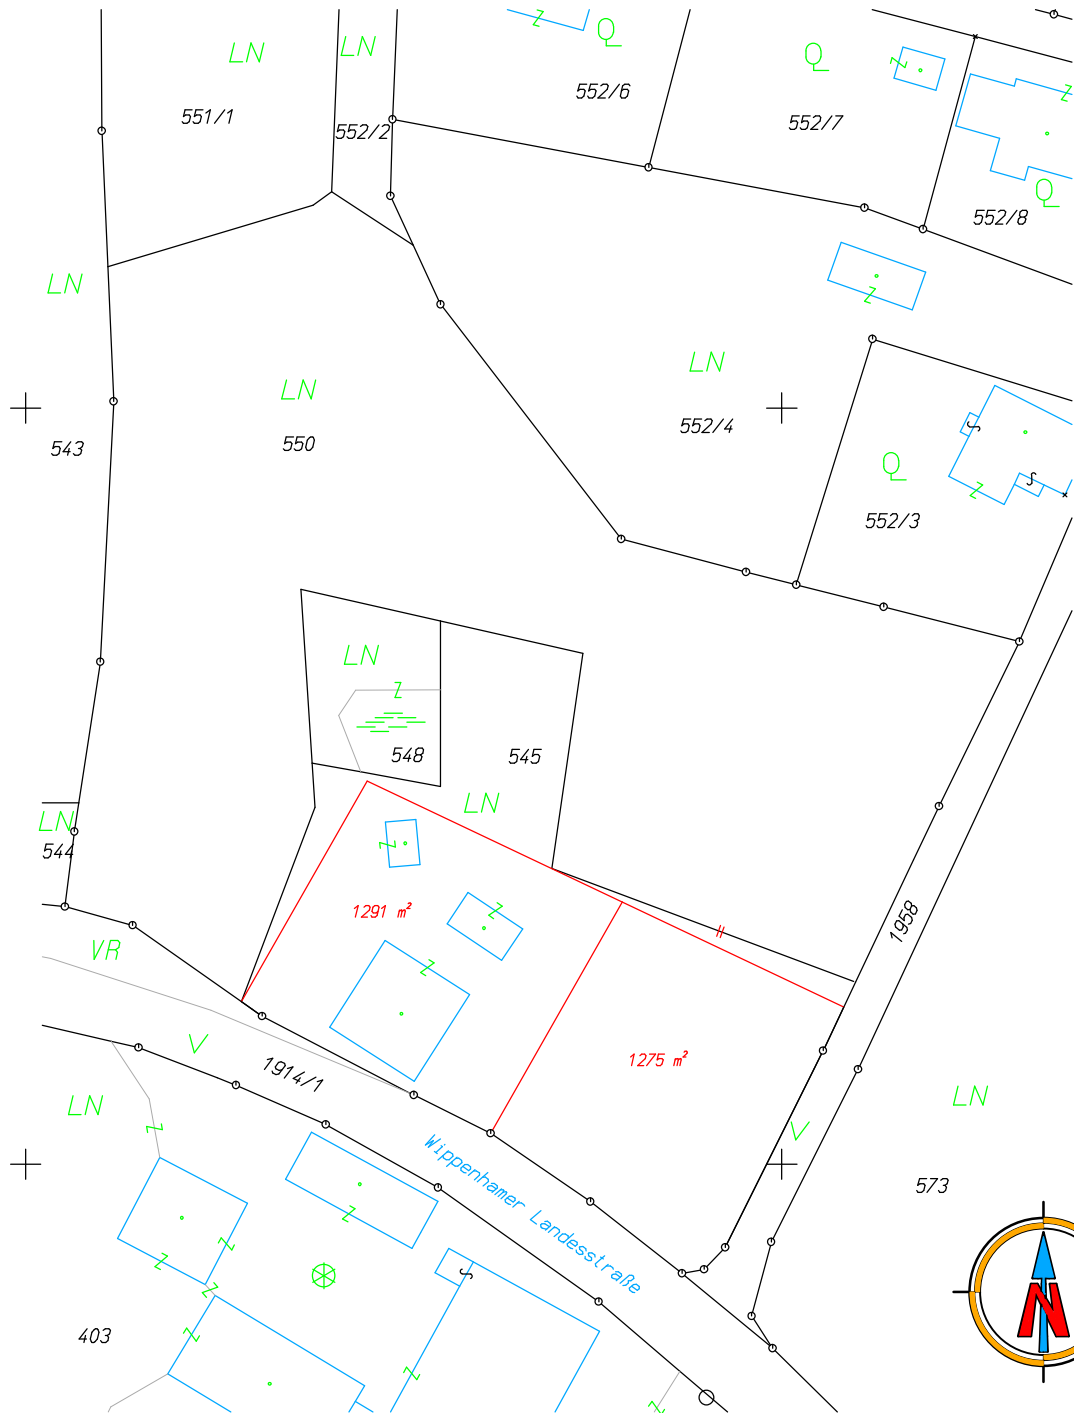 LN
LN
Q
Q
551/1
552/2
552/6
552/7
Q
552/8
LN
LN
LN
543
550
552/4
Q
552/3
LN
548
545
LN
LN
544
1291 m²
1958
VR
V
1914/1
1275 m²
LN
LN
V
Wippenhamer Landesstraße
573
403
N